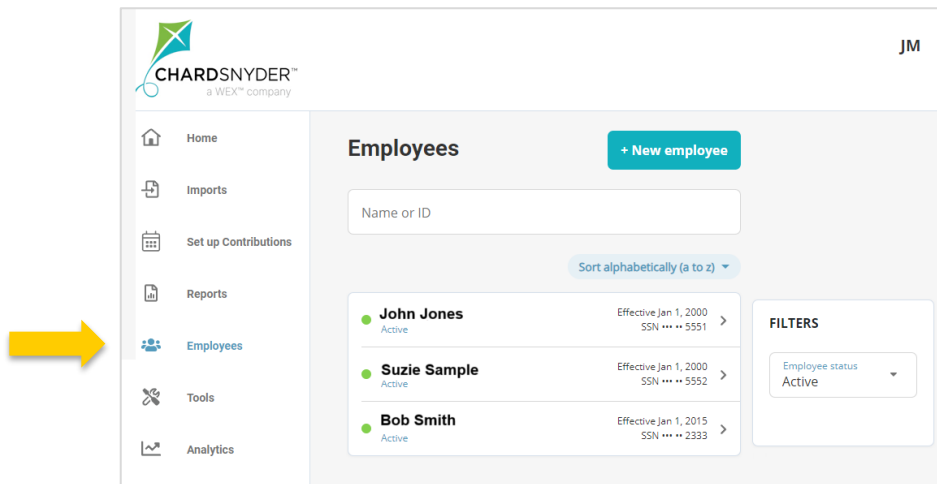 CHARDSNYDER™
a WEX™ company
JM
Home
Imports
Set up Contributions
Reports
Employees
Tools
Analytics
Employees
+ New employee
Name or ID
Sort alphabetically (a to z)
John Jones
Active
Effective Jan 1, 2000
SSN ••• •• 5551
Suzie Sample
Active
Effective Jan 1, 2000
SSN ••• •• 5552
Bob Smith
Active
Effective Jan 1, 2015
SSN ••• •• 2333
FILTERS
Employee status
Active